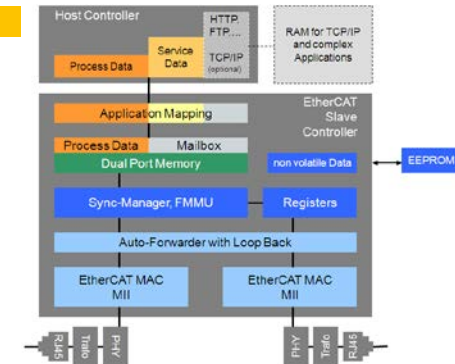 Host Controller
HTTP,
FTP....
TCP/IP
(optional)
Service
Data
Process Data
RAM for TCP/IP
and complex
Applications
EtherCAT
Slave
Controller
Application Mapping
Process Data
Mailbox
Dual Port Memory
non volatile Data
EEPROM
Sync-Manager, FMMU
Registers
Auto-Forwarder with Loop Back
EtherCAT MAC
MII
EtherCAT MAC
MII
RJ45
Trafo
PHY
PHY
Trafo
RJ45